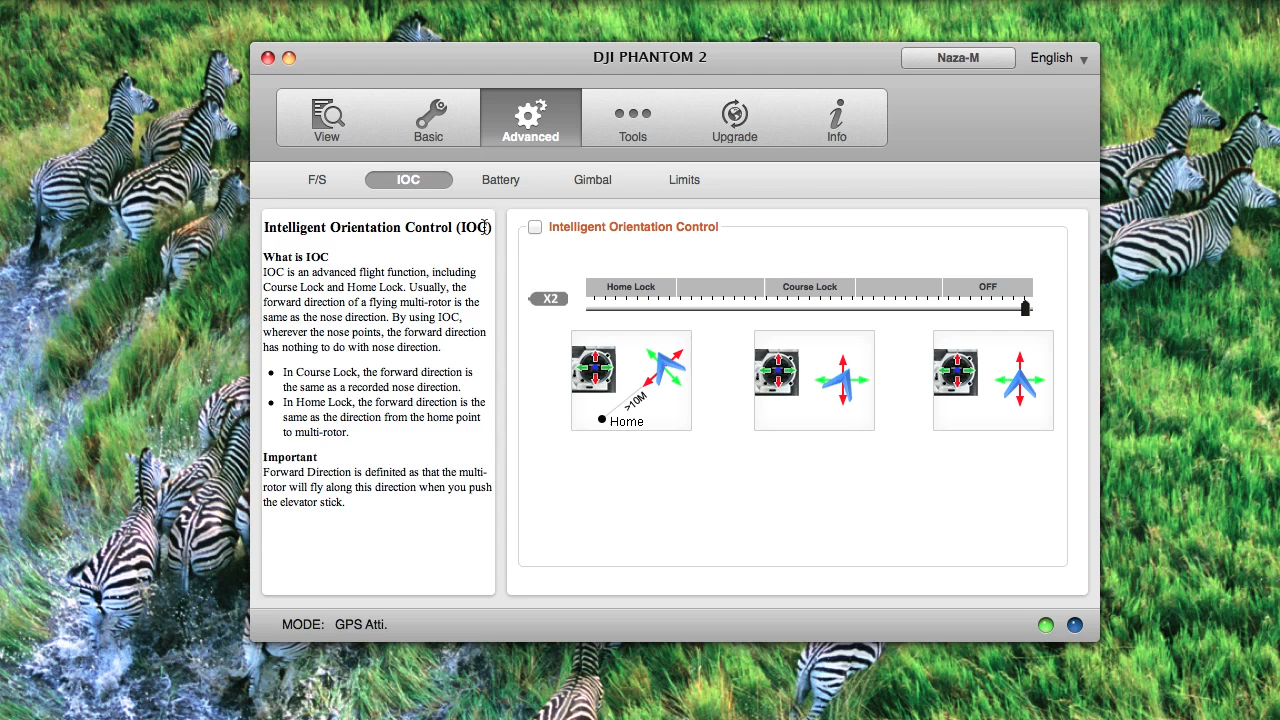 DJI PHANTOM 2
Naza-M
English
View
Basic
Advanced
Tools
Upgrade
Info
F/S
IOC
Battery
Gimbal
Limits
Intelligent Orientation Control (IOC)
What is IOC
IOC is an advanced flight function, including
Course Lock and Home Lock. Usually, the
forward direction of a flying multi-rotor is the
same as the nose direction. By using IOC,
wherever the nose points, the forward direction
has nothing to do with nose direction.
In Course Lock, the forward direction is
the same as a recorded nose direction.
In Home Lock, the forward direction is the
same as the direction from the home point
to multi-rotor.
Important
Forward Direction is definited as that the multi-
rotor will fly along this direction when you push
the elevator stick.
Intelligent Orientation Control
Home Lock
Course Lock
OFF
X2
>10M
Home
MODE: GPS Atti.